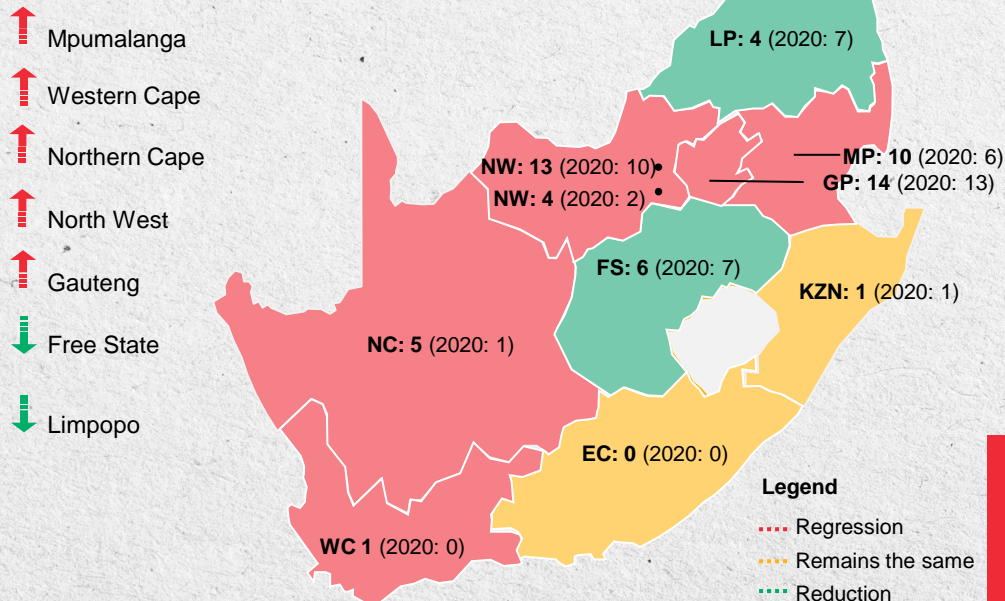 Mpumalanga
Western Cape
Northern Cape
North West
Gauteng
Free State
Limpopo
LP: 4 (2020: 7)
NW: 13 (2020: 10)
NW: 4 (2020: 2)
MP: 10 (2020: 6)
GP: 14 (2020: 13)
FS: 6 (2020: 7)
KZN: 1 (2020: 1)
NC: 5 (2020: 1)
EC: 0 (2020: 0)
WC 1 (2020: 0)
Legend
Regression
Remains the same
Reduction